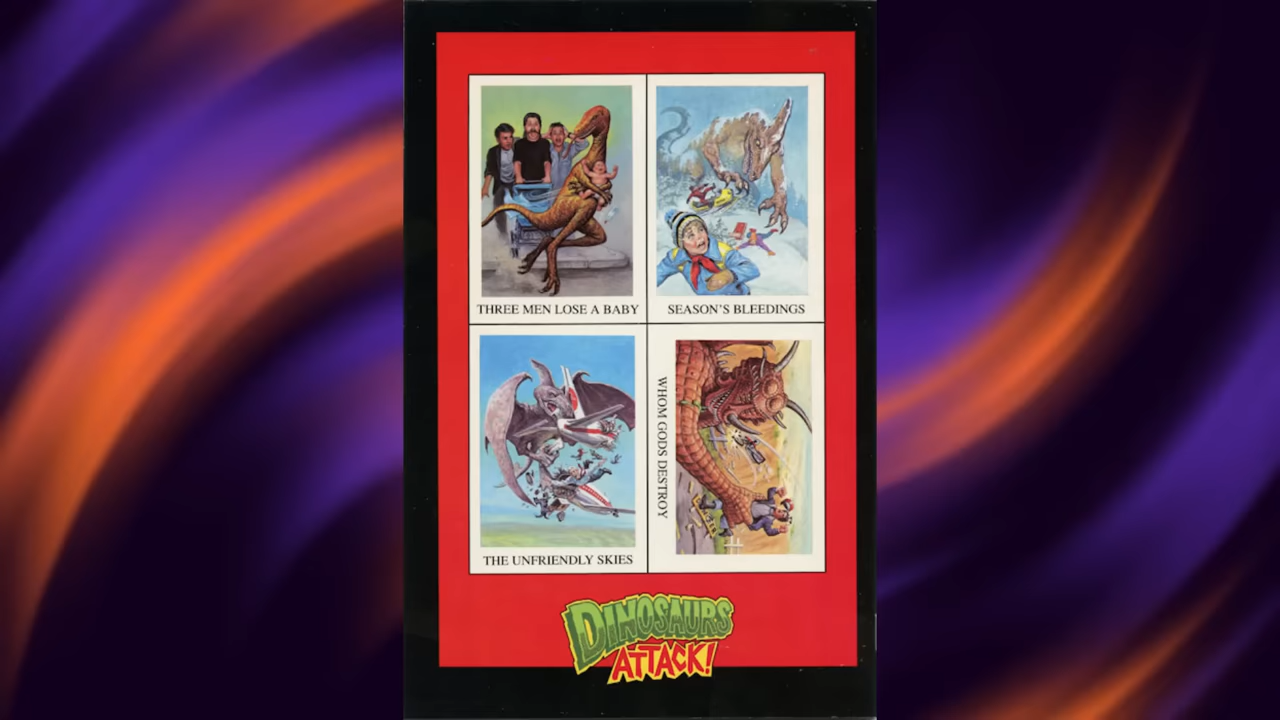 THREE MEN LOSE A BABY
SEASON'S BLEEDINGS
THE UNFRIENDLY SKIES
WHOM GODS DESTROY
DINOSAURS
ATTACK!